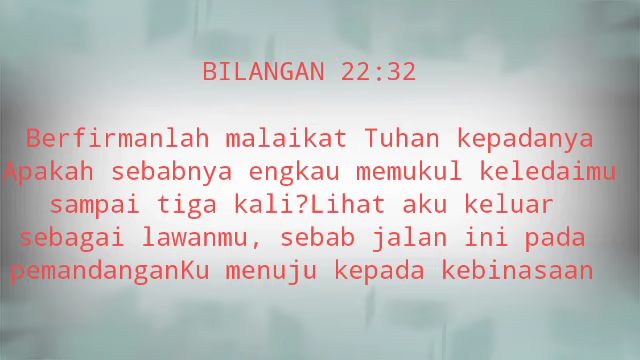 BILANGAN 22:32
Berfirmanlah malaikat Tuhan kepadanya
Apakah sebabnya engkau memukul keledaimu
sampai tiga kali?Lihat aku keluar
sebagai lawanmu, sebab jalan ini pada
pemandanganKu menuju kepada kebinasaan